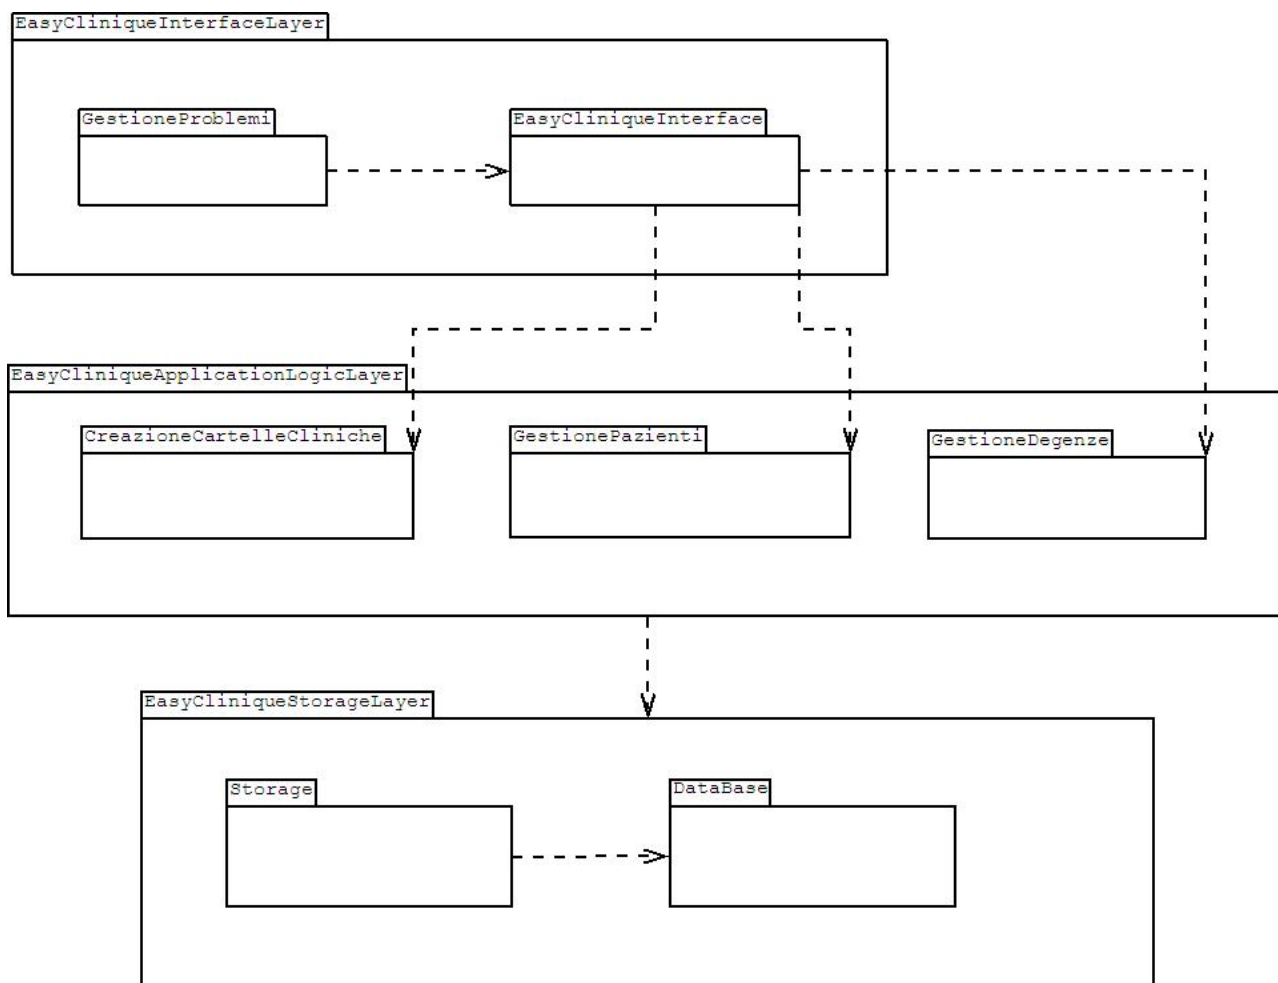 EasyCliniqueInterfaceLayer
GestioneProblemi
EasyCliniqueInterface
EasyCliniqueApplicationLogicLayer
CreazioneCartelleCliniche
GestionePazienti
GestioneDegenze
EasyCliniqueStorageLayer
Storage
DataBase